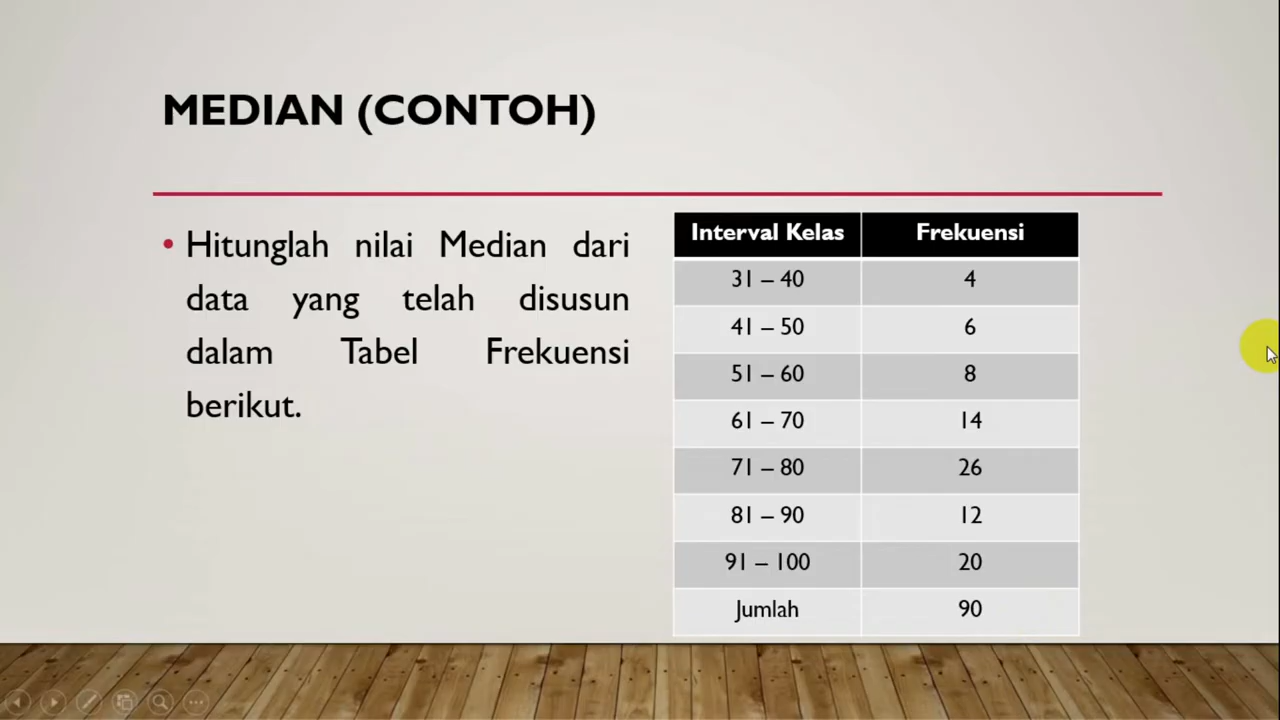 MEDIAN (CONTOH)
• Hitunglah nilai Median dari
data yang telah disusun
dalam Tabel Frekuensi
berikut.
Interval Kelas Frekuensi
31 – 40 4
41 – 50 6
51 – 60 8
61 – 70 14
71 – 80 26
81 – 90 12
91 – 100 20
Jumlah 90